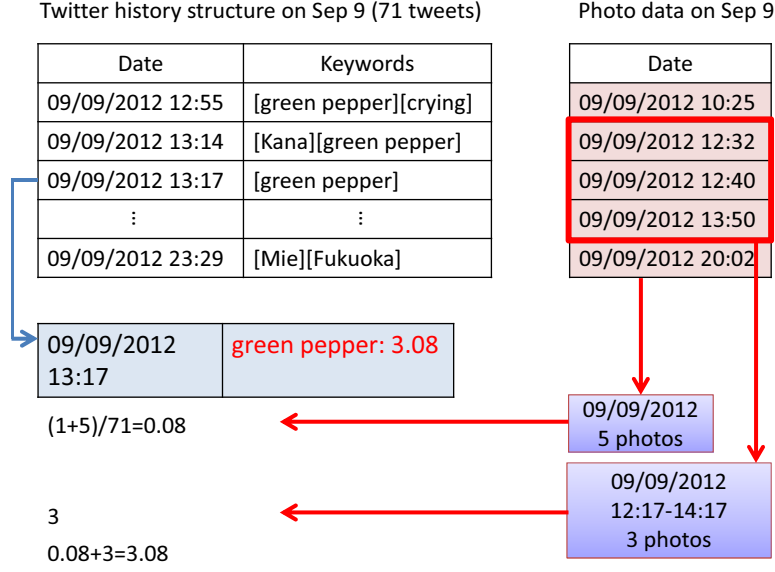 Twitter history structure on Sep 9 (71 tweets)
Photo data on Sep 9
Date Keywords
09/09/2012 12:55 [green pepper][crying]
09/09/2012 13:14 [Kana][green pepper]
09/09/2012 13:17 [green pepper]
⋮ ⋮
09/09/2012 23:29 [Mie][Fukuoka]
Date
09/09/2012 10:25
09/09/2012 12:32
09/09/2012 12:40
09/09/2012 13:50
09/09/2012 20:02
09/09/2012
13:17
green pepper: 3.08
(1+5)/71=0.08
09/09/2012
5 photos
3
0.08+3=3.08
09/09/2012
12:17-14:17
3 photos